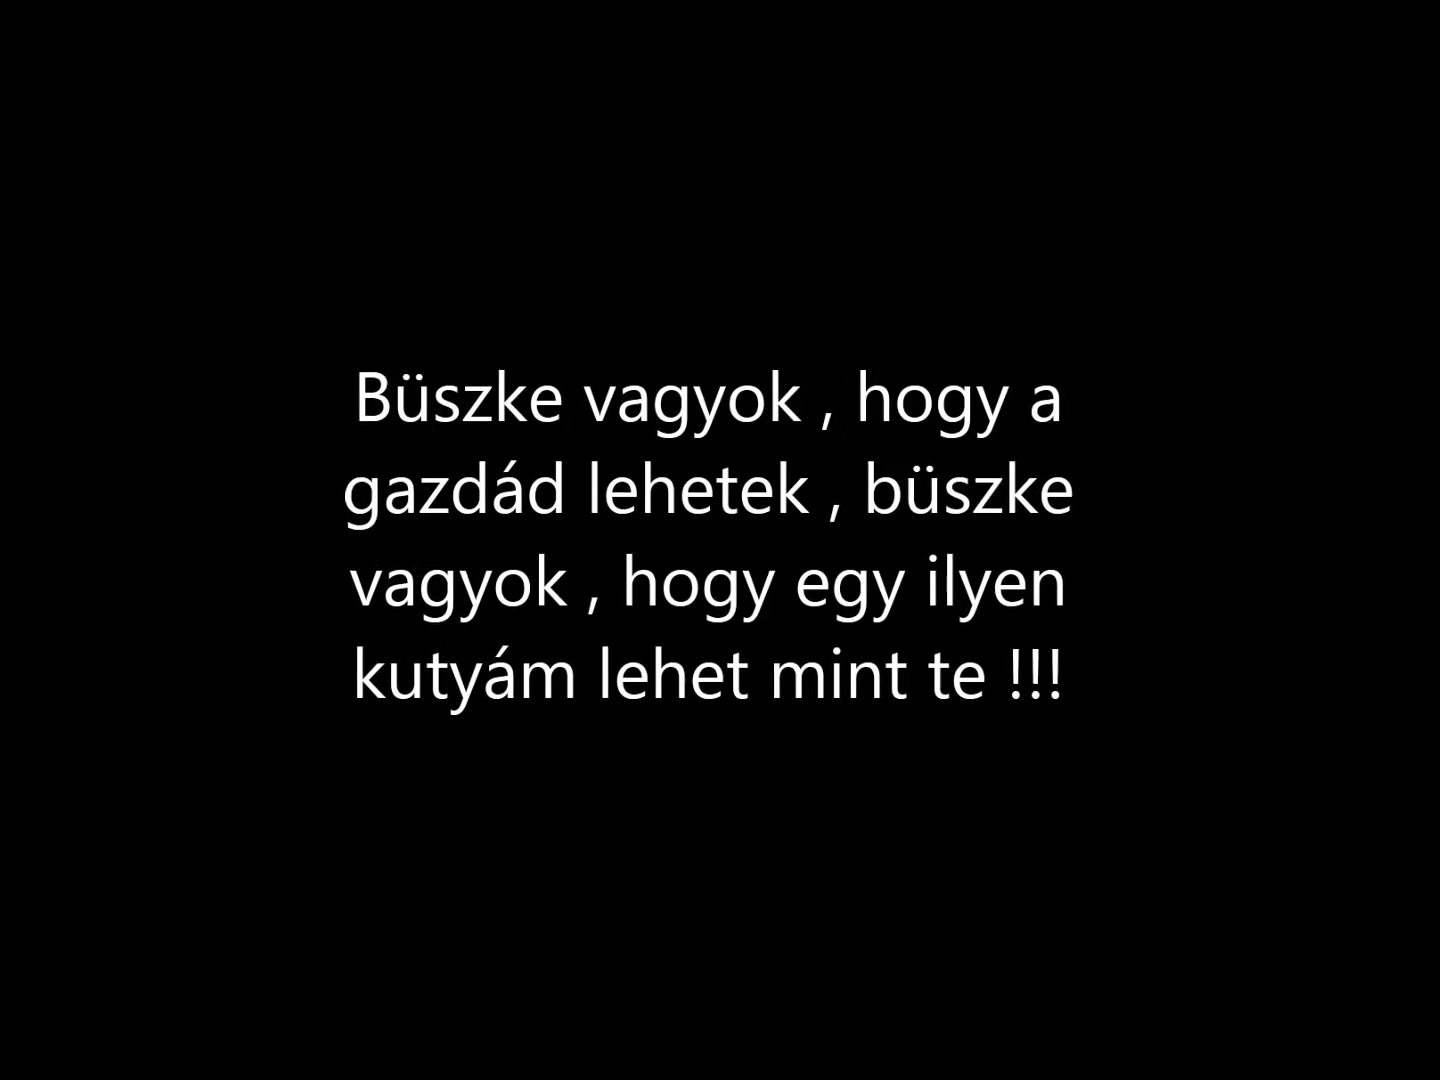 Büszke vagyok , hogy a
gazdád lehetek , büszke
vagyok , hogy egy ilyen
kutyám lehet mint te !!!